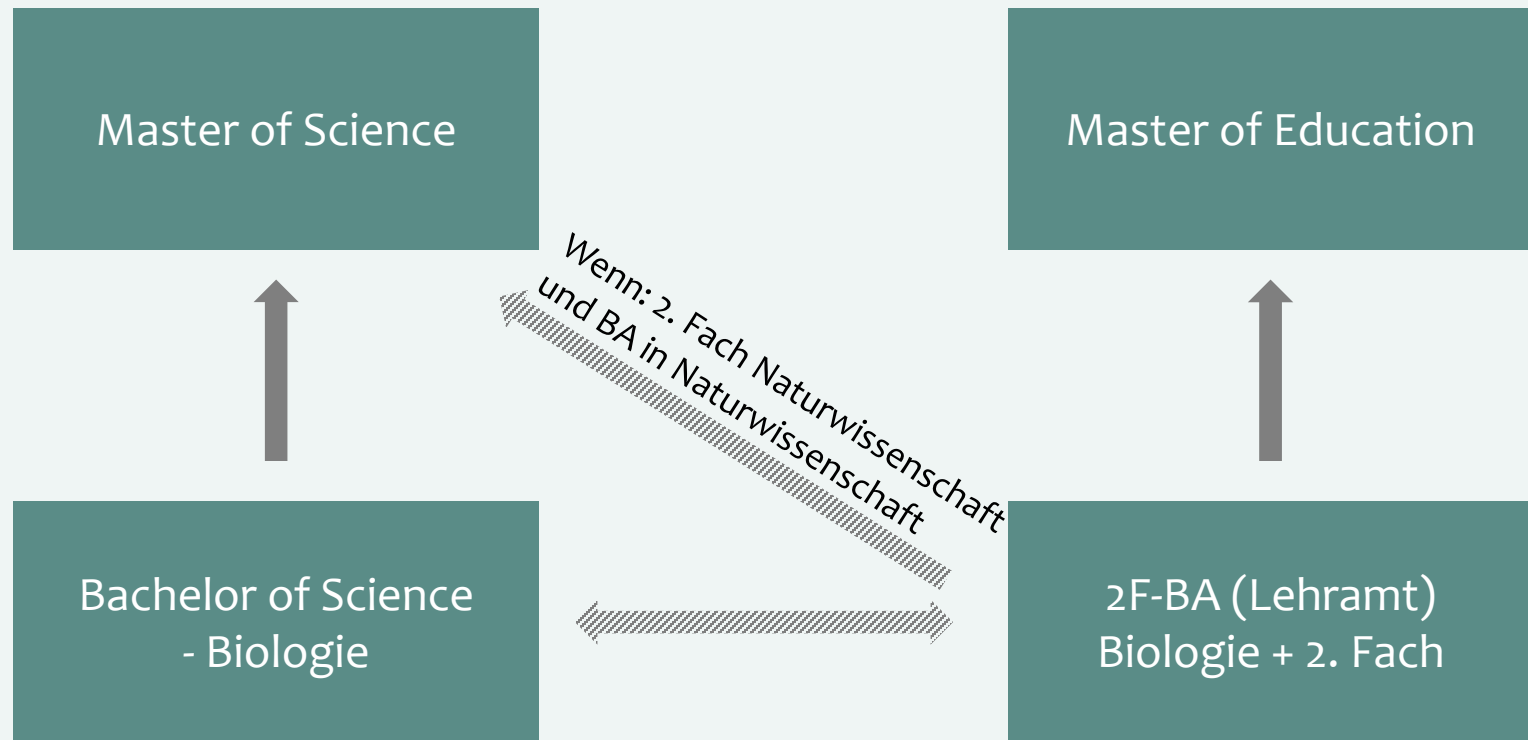 Master of Science
Master of Education
Wenn: 2. Fach Naturwissenschaft
und BA in Naturwissenschaft
Bachelor of Science
- Biologie
2F-BA (Lehramt)
Biologie + 2. Fach